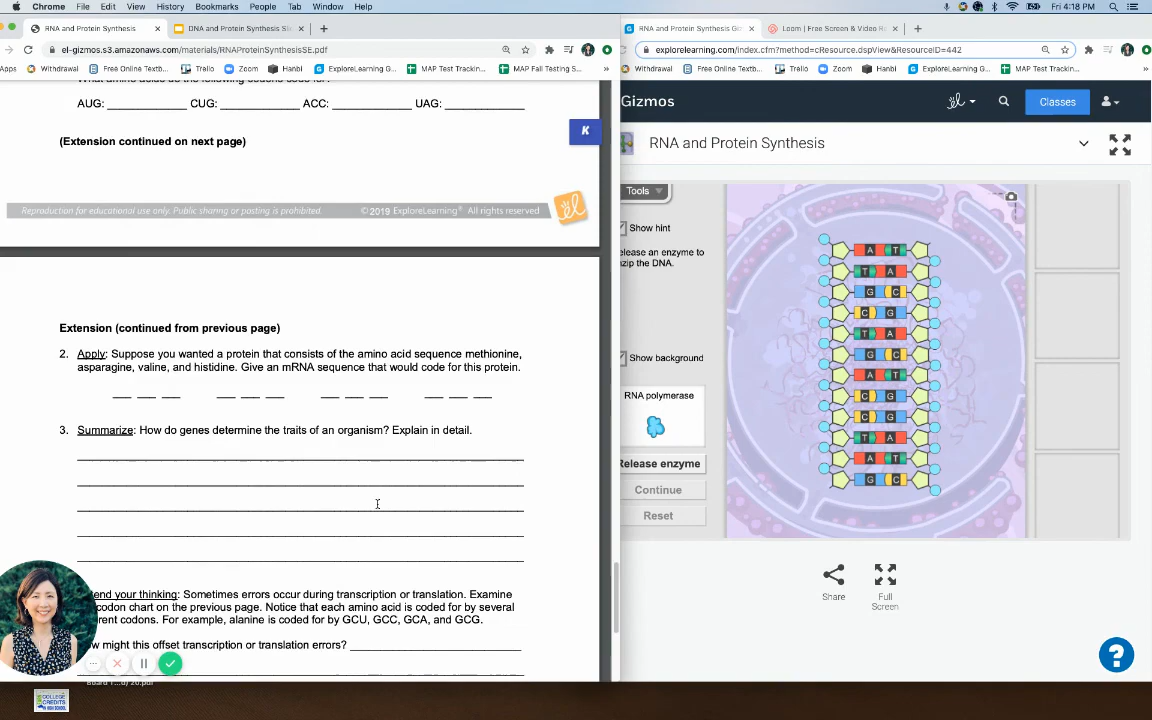 Chrome File Edit View History Bookmarks People Tab Window Help
Fri 4:18 PM
RNA and Protein Synthesis
DNA and Protein Synthesis Sli
RNA and Protein Synthesis Gi
Loom | Free Screen & Video R
el-gizmos.s3.amazonaws.com/materials/RNAProteinSynthesisSE.pdf
explorelearning.com/index.cfm?method=cResource.dspView&ResourceID=442
Apps Withdrawal Free Online Textb... Trello Zoom Hanbi ExploreLearning G... MAP Test Trackin... MAP Fall Testing S... »
Withdrawal Free Online Textb... Trello Zoom Hanbi ExploreLearning G... MAP Test Trackin... »
AUG: ____________ CUG: ____________ ACC: ____________ UAG: ____________
(Extension continued on next page)
K
Reproduction for educational use only. Public sharing or posting is prohibited. © 2019 ExploreLearning® All rights reserved
Extension (continued from previous page)
2. Apply: Suppose you wanted a protein that consists of the amino acid sequence methionine,
asparagine, valine, and histidine. Give an mRNA sequence that would code for this protein.
3. Summarize: How do genes determine the traits of an organism? Explain in detail.
end your thinking: Sometimes errors occur during transcription or translation. Examine
codon chart on the previous page. Notice that each amino acid is coded for by several
rent codons. For example, alanine is coded for by GCU, GCC, GCA, and GCG.
w might this offset transcription or translation errors?
COLLEGE CREDITS
Gizmos
Classes
RNA and Protein Synthesis
Tools
Show hint
elease an enzyme to
zip the DNA.
Show background
RNA polymerase
Release enzyme
Continue
Reset
A T
T A
G C
C G
T A
G C
A T
C G
C G
T A
A T
G C
Share
Full
Screen
?